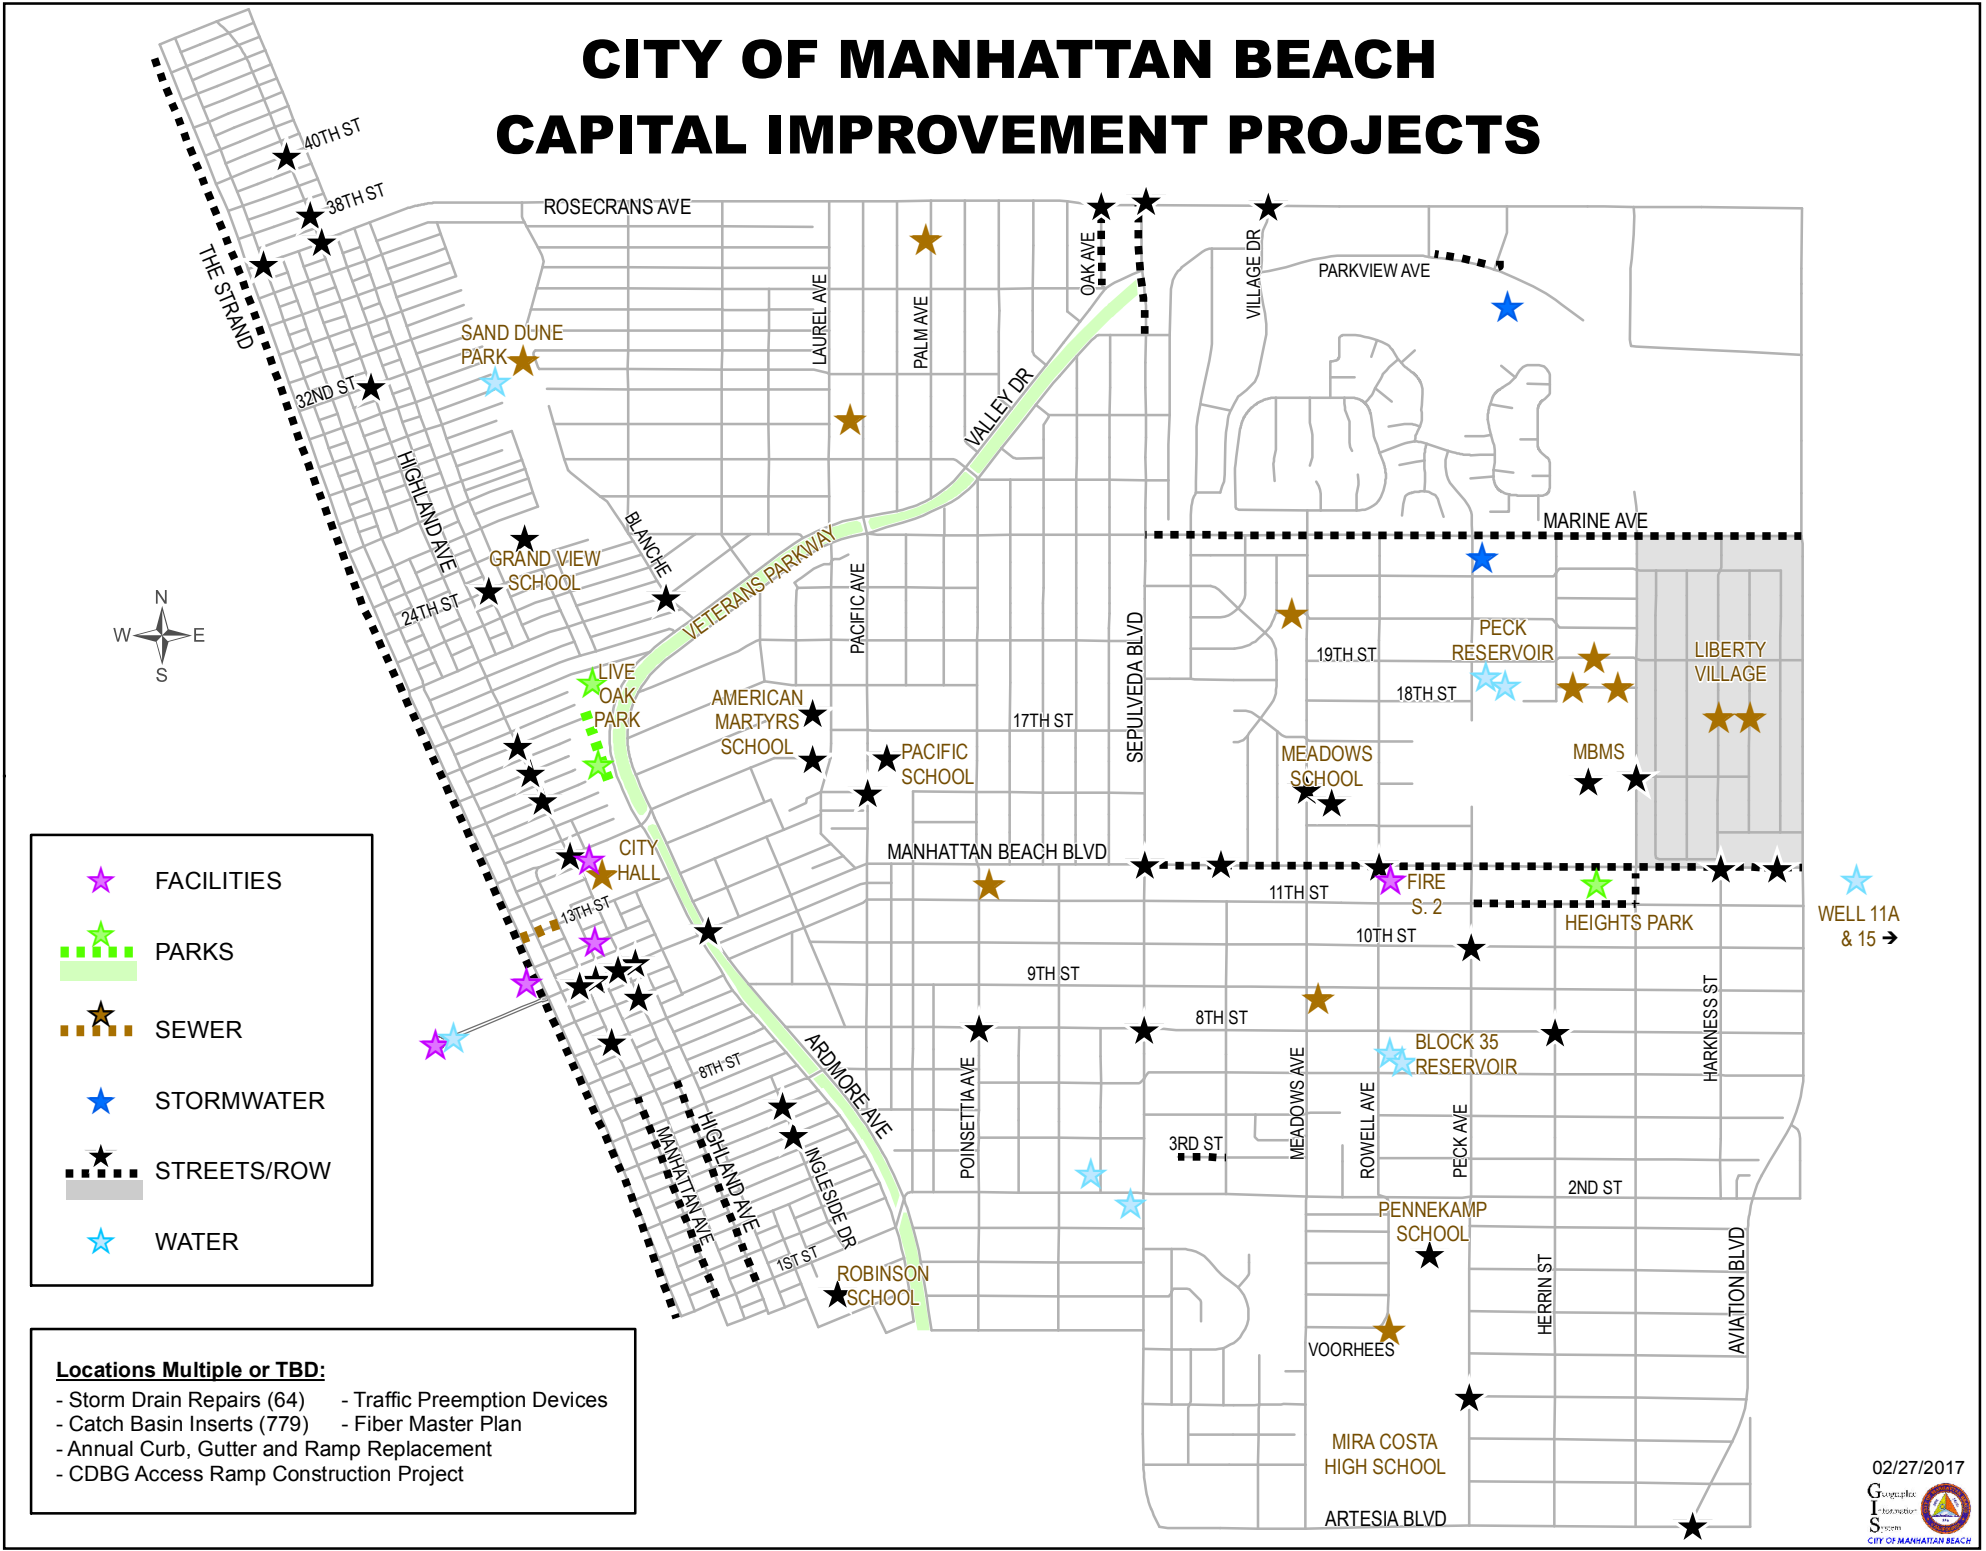 CITY OF MANHATTAN BEACH
CAPITAL IMPROVEMENT PROJECTS
40TH ST
38TH ST
ROSECRANS AVE
THE STRAND
OAK AVE
VILLAGE DR
PARKVIEW AVE
LAUREL AVE
PALM AVE
SAND DUNE
PARK
32ND ST
VALLEY DR
HIGHLAND AVE
BLANCHE
MARINE AVE
GRAND VIEW
SCHOOL
24TH ST
VETERANS PARKWAY
PACIFIC AVE
SEPULVEDA BLVD
N
W
E
S
19TH ST
PECK
RESERVOIR
18TH ST
LIBERTY
VILLAGE
LIVE
OAK
PARK
AMERICAN
MARTYRS
SCHOOL
17TH ST
PACIFIC
SCHOOL
MEADOWS
SCHOOL
MBMS
CITY
HALL
MANHATTAN BEACH BLVD
11TH ST
FIRE
S. 2
HEIGHTS PARK
WELL 11A
& 15 →
13TH ST
10TH ST
9TH ST
8TH ST
BLOCK 35
RESERVOIR
HARKNESS ST
8TH ST
ARDMORE AVE
POINSETTIA AVE
MEADOWS AVE
ROWELL AVE
PECK AVE
3RD ST
2ND ST
MANHATTAN AVE
HIGHLAND AVE
INGLESIDE DR
1ST ST
ROBINSON
SCHOOL
PENNEKAMP
SCHOOL
HERRIN ST
AVIATION BLVD
VOORHEES
MIRA COSTA
HIGH SCHOOL
ARTESIA BLVD
FACILITIES
PARKS
SEWER
STORMWATER
STREETS/ROW
WATER
Locations Multiple or TBD:
- Storm Drain Repairs (64) - Traffic Preemption Devices
- Catch Basin Inserts (779) - Fiber Master Plan
- Annual Curb, Gutter and Ramp Replacement
- CDBG Access Ramp Construction Project
02/27/2017
Geographic
Information
System
CITY OF MANHATTAN BEACH